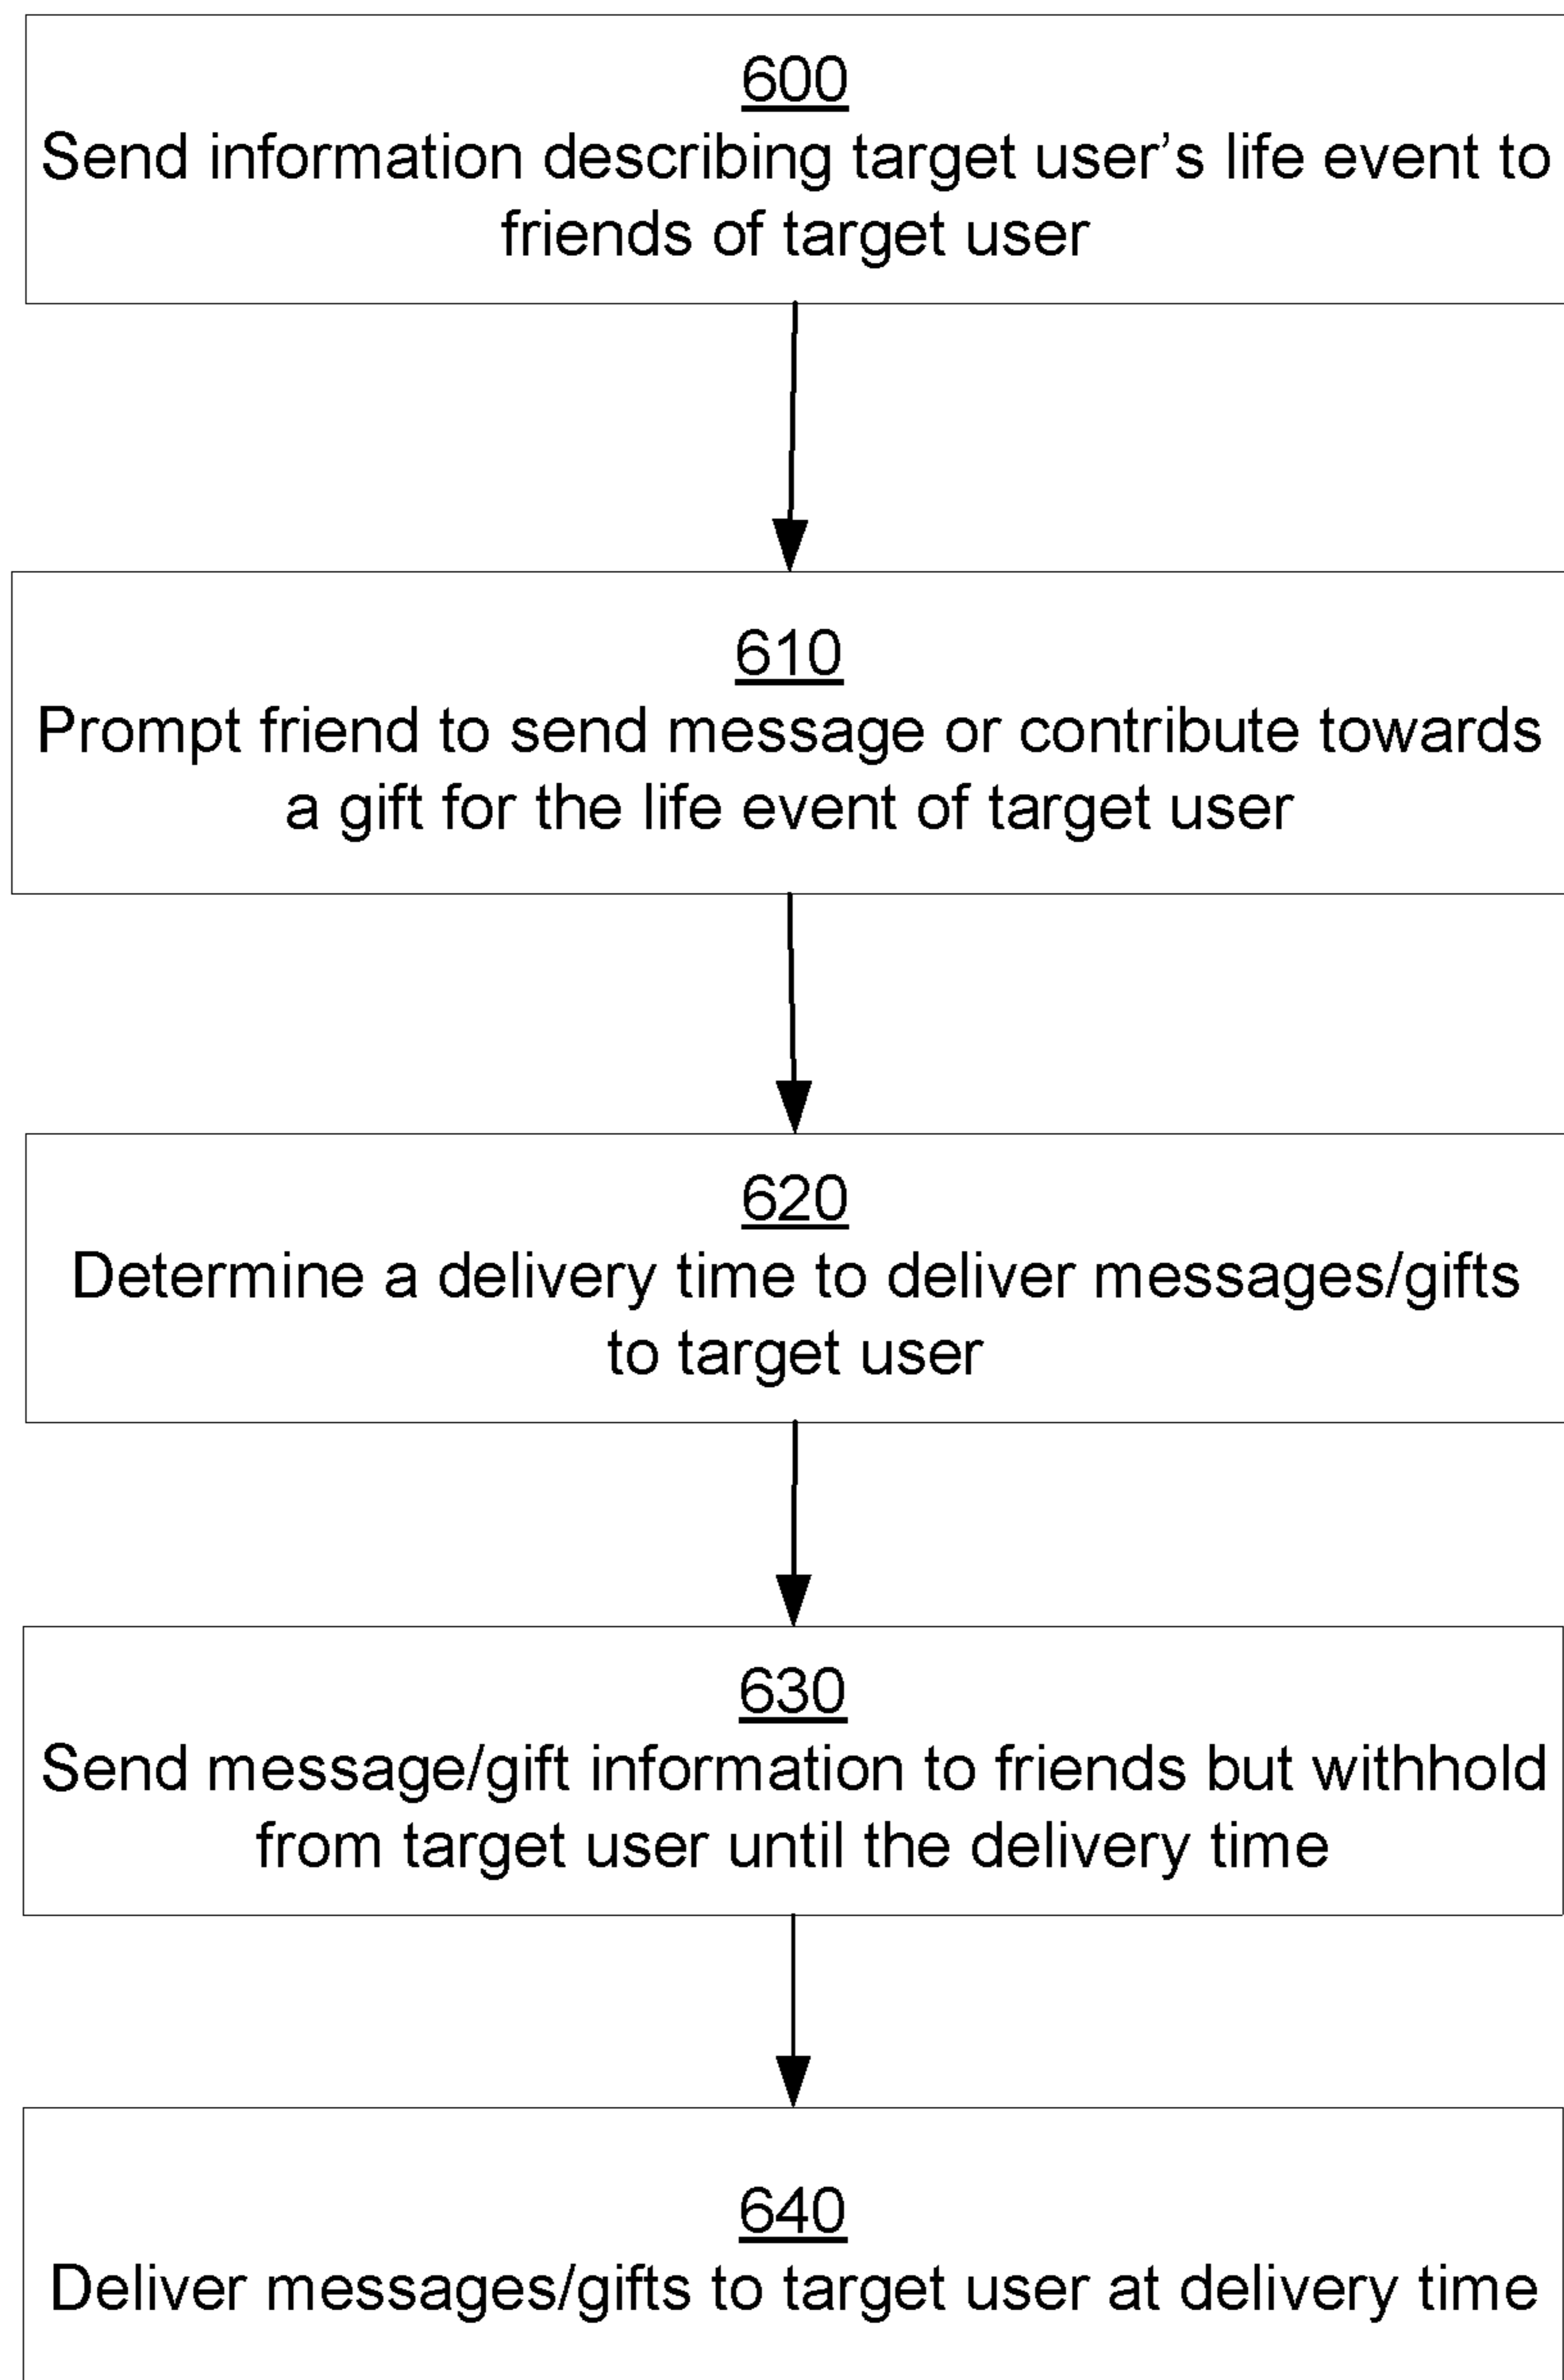 600
Send information describing target user’s life event to
friends of target user
610
Prompt friend to send message or contribute towards
a gift for the life event of target user
620
Determine a delivery time to deliver messages/gifts
to target user
630
Send message/gift information to friends but withhold
from target user until the delivery time
640
Deliver messages/gifts to target user at delivery time